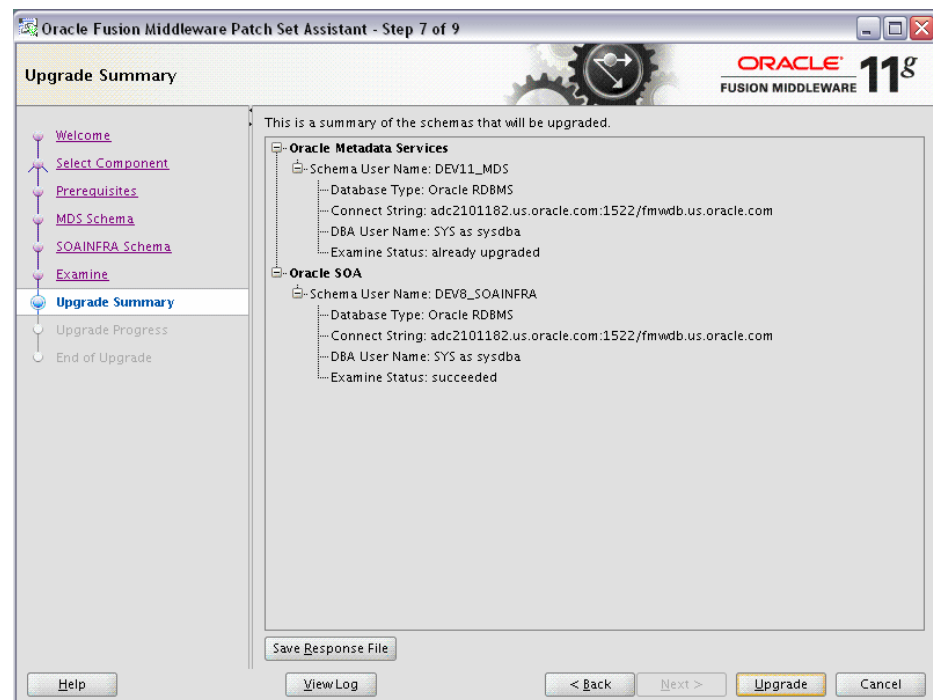 Oracle Fusion Middleware Patch Set Assistant - Step 7 of 9
Upgrade Summary
ORACLE
FUSION MIDDLEWARE
11g
Welcome
Select Component
Prerequisites
MDS Schema
SOAINFRA Schema
Examine
Upgrade Summary
Upgrade Progress
End of Upgrade
This is a summary of the schemas that will be upgraded.
Oracle Metadata Services
Schema User Name: DEV11_MDS
Database Type: Oracle RDBMS
Connect String: adc2101182.us.oracle.com:1522/fmwdb.us.oracle.com
DBA User Name: SYS as sysdba
Examine Status: already upgraded
Oracle SOA
Schema User Name: DEV8_SOAINFRA
Database Type: Oracle RDBMS
Connect String: adc2101182.us.oracle.com:1522/fmwdb.us.oracle.com
DBA User Name: SYS as sysdba
Examine Status: succeeded
Save Response File
Help
View Log
< Back
Next >
Upgrade
Cancel